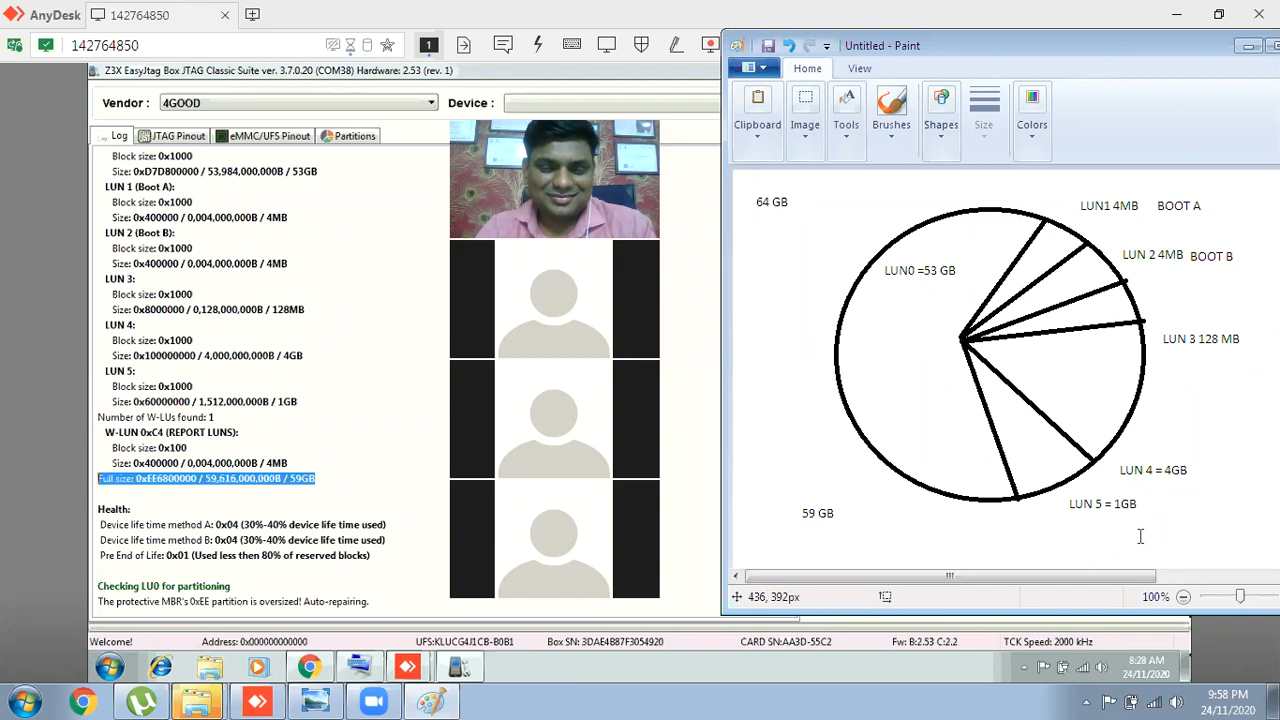 AnyDesk
142764850
142764850
1
Z3X EasyJtag Box JTAG Classic Suite ver. 3.7.0.20 (COM38) Hardware: 2.53 (rev. 1)
Vendor : 4GOOD Device :
Log JTAG Pinout eMMC/UFS Pinout Partitions
Block size: 0x1000
Size: 0xD7D800000 / 53,984,000,000B / 53GB
LUN 1 (Boot A):
Block size: 0x1000
Size: 0x400000 / 0,004,000,000B / 4MB
LUN 2 (Boot B):
Block size: 0x1000
Size: 0x400000 / 0,004,000,000B / 4MB
LUN 3:
Block size: 0x1000
Size: 0x8000000 / 0,128,000,000B / 128MB
LUN 4:
Block size: 0x1000
Size: 0x100000000 / 4,000,000,000B / 4GB
LUN 5:
Block size: 0x1000
Size: 0x60000000 / 1,512,000,000B / 1GB
Number of W-LUs found: 1
W-LUN 0xC4 (REPORT LUNS):
Block size: 0x100
Size: 0x400000 / 0,004,000,000B / 4MB
Full size: 0xEE6800000 / 59,616,000,000B / 59GB
Health:
Device life time method A: 0x04 (30%-40% device life time used)
Device life time method B: 0x04 (30%-40% device life time used)
Pre End of Life: 0x01 (Used less then 80% of reserved blocks)
Checking LU0 for partitioning
The protective MBR's 0xEE partition is oversized! Auto-repairing.
Welcome! Address: 0x000000000000 UFS:KLUCG4J1CB-B0B1 Box SN: 3DAE4B87F3054920 CARD SN:AA3D-55C2 Fw: B:2.53 C:2.2 TCK Speed: 2000 kHz
Untitled - Paint
Home View
Clipboard Image Tools Brushes Shapes Size Colors
64 GB
LUN1 4MB BOOT A
LUN 2 4MB BOOT B
LUN0 =53 GB
LUN 3 128 MB
LUN 4 = 4GB
LUN 5 = 1GB
59 GB
436, 392px 100%
8:28 AM
24/11/2020
9:58 PM
24/11/2020